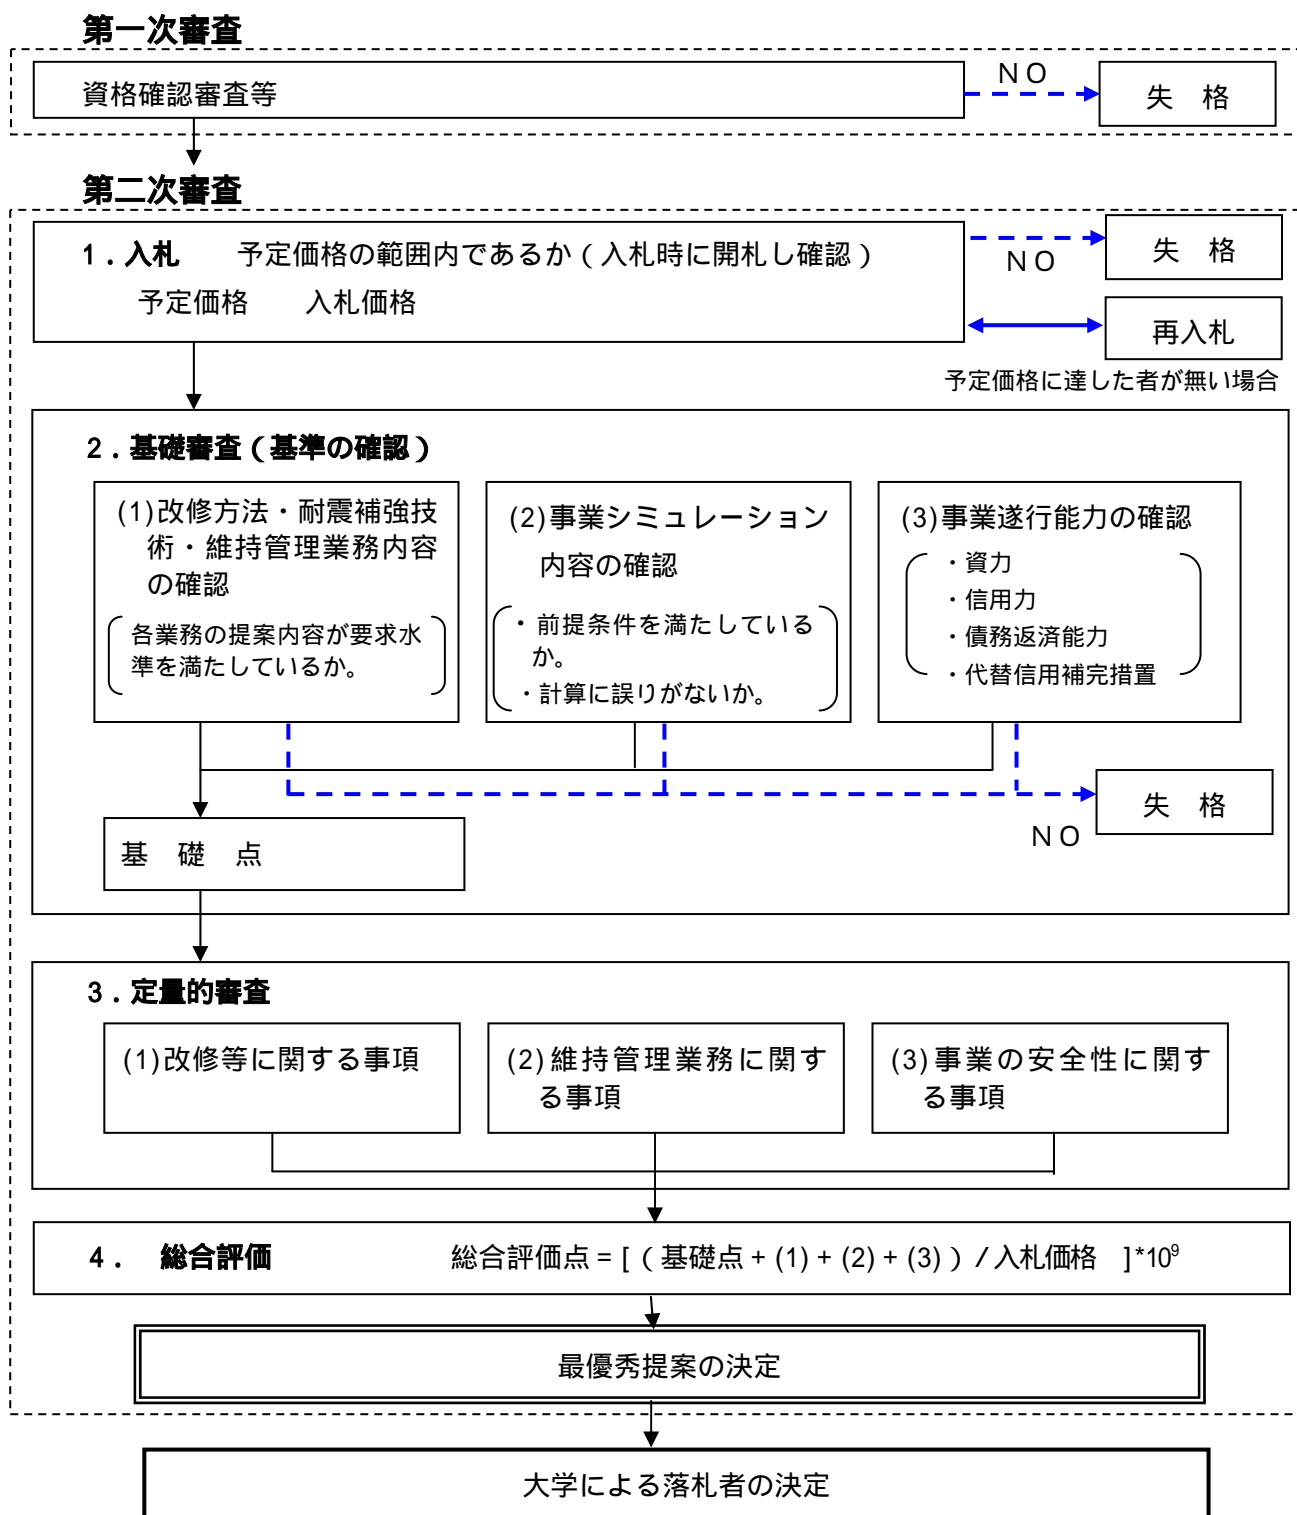 第一次審査
資格確認審査等
ＮＯ
失　格
第二次審査
1．入札　　予定価格の範囲内であるか（入札時に開札し確認）
予定価格　　入札価格
ＮＯ
失　格
再入札
予定価格に達した者が無い場合
2．基礎審査（基準の確認）
(1)改修方法・耐震補強技
術・維持管理業務内容
の確認
各業務の提案内容が要求水
準を満たしているか。
(2)事業シミュレーション
内容の確認
・前提条件を満たしている
か。
・計算に誤りがないか。
(3)事業遂行能力の確認
・資力
・信用力
・債務返済能力
・代替信用補完措置
失　格
ＮＯ
基　礎　点
3．定量的審査
(1)改修等に関する事項
(2)維持管理業務に関す
る事項
(3)事業の安全性に関す
る事項
4．　総合評価　　総合評価点 = [（基礎点 + (1) + (2) + (3)）/入札価格　]*10⁹
最優秀提案の決定
大学による落札者の決定